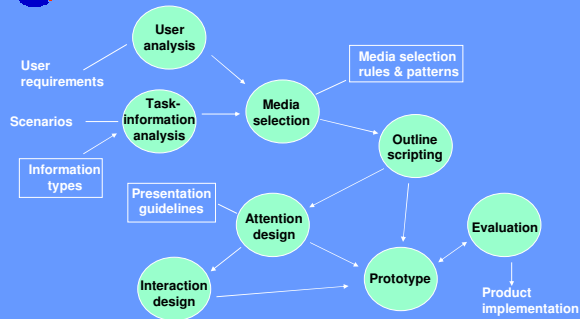 User
analysis
User
requirements
Media selection
rules & patterns
Scenarios
Task-
information
analysis
Media
selection
Information
types
Outline
scripting
Presentation
guidelines
Attention
design
Evaluation
Interaction
design
Prototype
Product
implementation